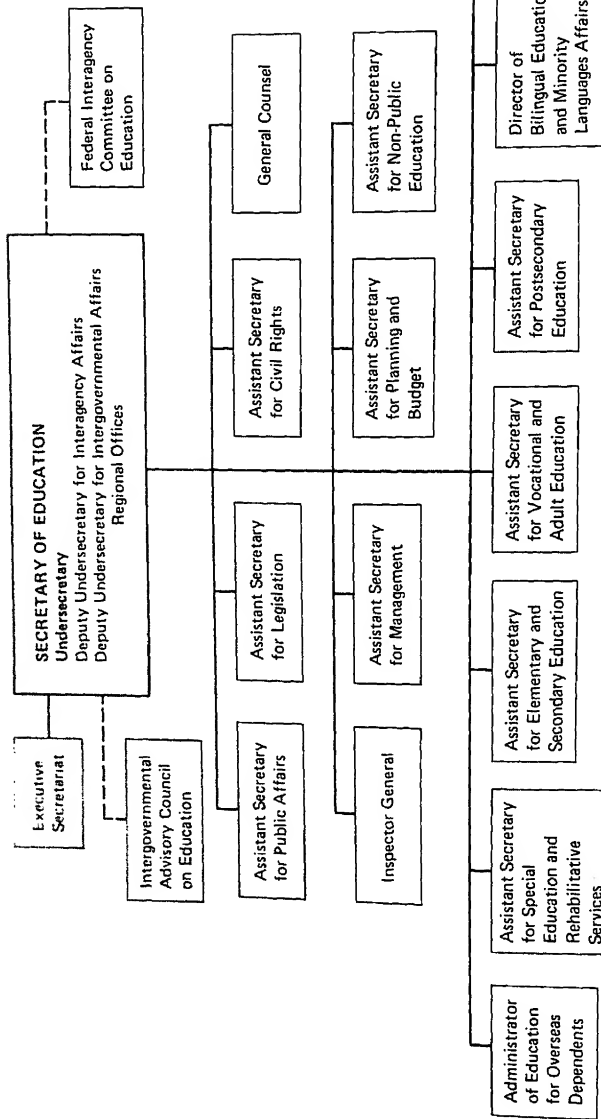 SECRETARY OF EDUCATION
Undersecretary
Deputy Undersecretary for Interagency Affairs
Deputy Undersecretary for Intergovernmental Affairs
Regional Offices
Executive
Secretariat
Federal Interagency
Committee on
Education
Intergovernmental
Advisory Council
on Education
Assistant Secretary
for Public Affairs
Assistant Secretary
for Legislation
Assistant Secretary
for Civil Rights
General Counsel
Inspector General
Assistant Secretary
for Management
Assistant Secretary
for Planning and
Budget
Assistant Secretary
for Non-Public
Education
Administrator
of Education
for Overseas
Dependents
Assistant Secretary
for Special
Education and
Rehabilitative
Services
Assistant Secretary
for Elementary and
Secondary Education
Assistant Secretary
for Vocational and
Adult Education
Assistant Secretary
for Postsecondary
Education
Director of
Bilingual Educatio
and Minority
Languages Affairs